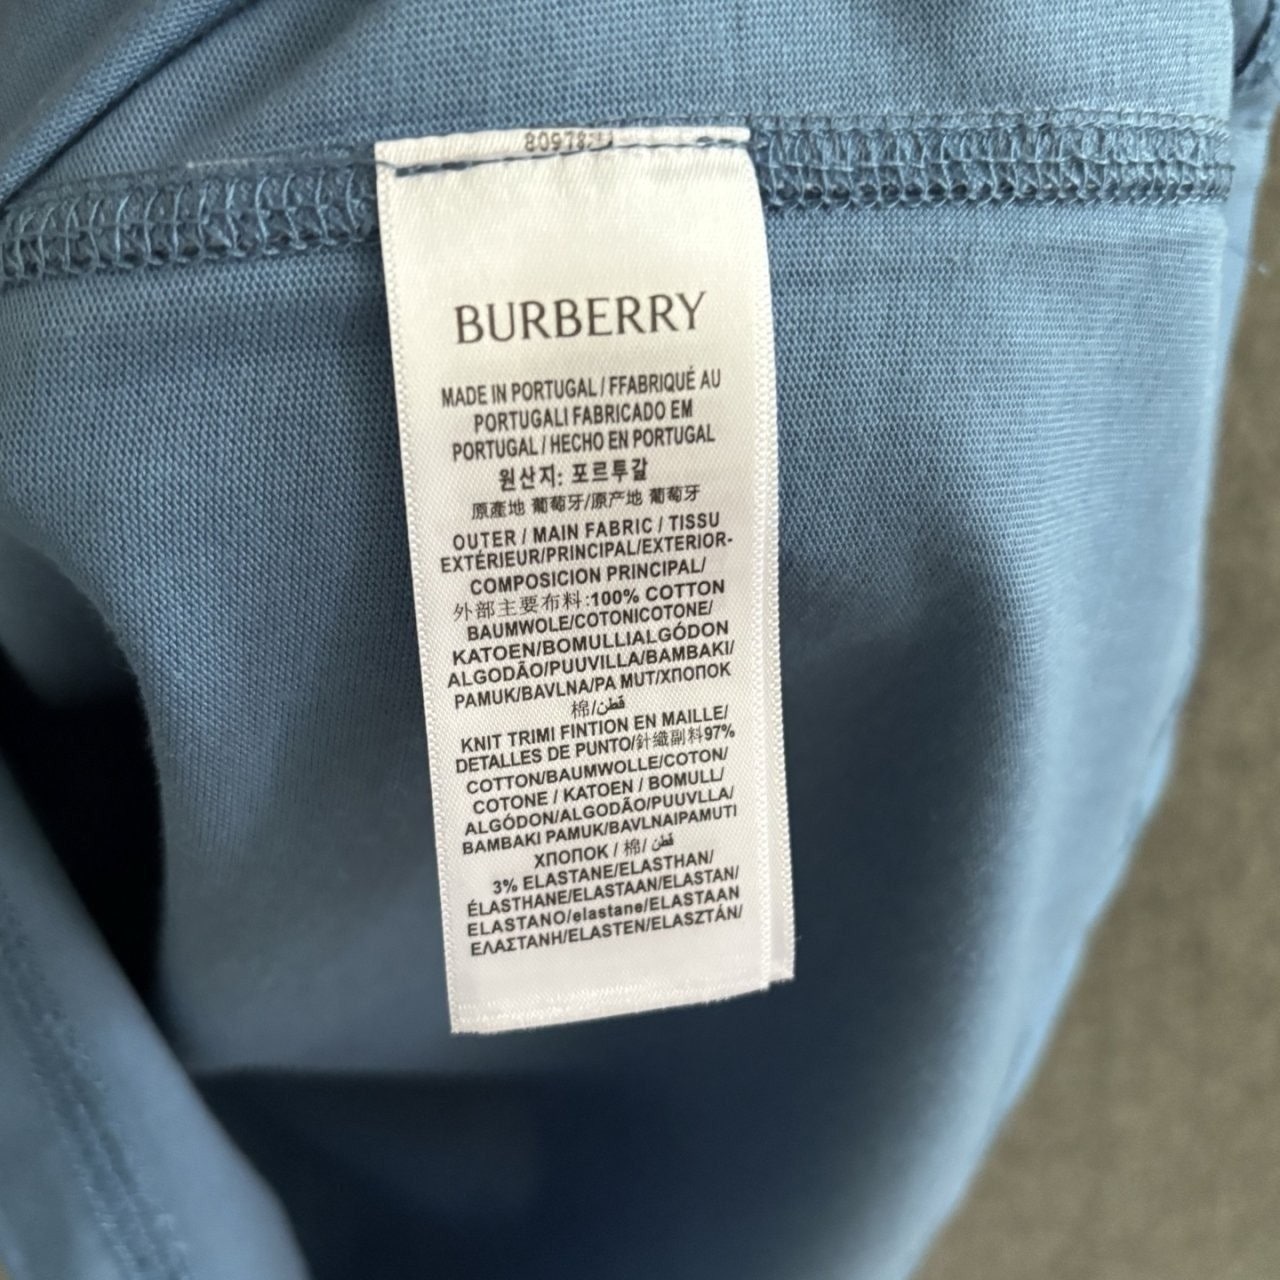 BURBERRY
MADE IN PORTUGAL / FFABRIQUÉ AU
PORTUGALI FABRICADO EM
PORTUGAL / HECHO EN PORTUGAL
원산지: 포르투갈
原產地 葡萄牙/原产地 葡萄牙
OUTER / MAIN FABRIC / TISSU
EXTÉRIEUR/PRINCIPAL/EXTERIOR-
COMPOSICION PRINCIPAL/
外部主要布料:100% COTTON
BAUMWOLE/COTONICOTONE/
KATOEN/BOMULLIALGÓDON
ALGODÃO/PUUVILLA/BAMBAKI/
PAMUK/BAVLNA/PA MUT/ХПОПОК
棉/قطن
KNIT TRIMI FINTION EN MAILLE/
DETALLES DE PUNTO/針織副料97%
COTTON/BAUMWOLLE/COTON/
COTONE / KATOEN / BOMULL/
ALGÓDON/ALGODÃO/PUUVLLA/
BAMBAKI PAMUK/BAVLNAIPAMUTI
ХПОПОК / 棉/ قطن
3% ELASTANE/ELASTHAN/
ÉLASTHANE/ELASTAAN/ELASTAN/
ELASTANO/elastane/ELASTAAN
ΕΛΑΣΤΑΝΗ/ELASTEN/ELASZTÁN/